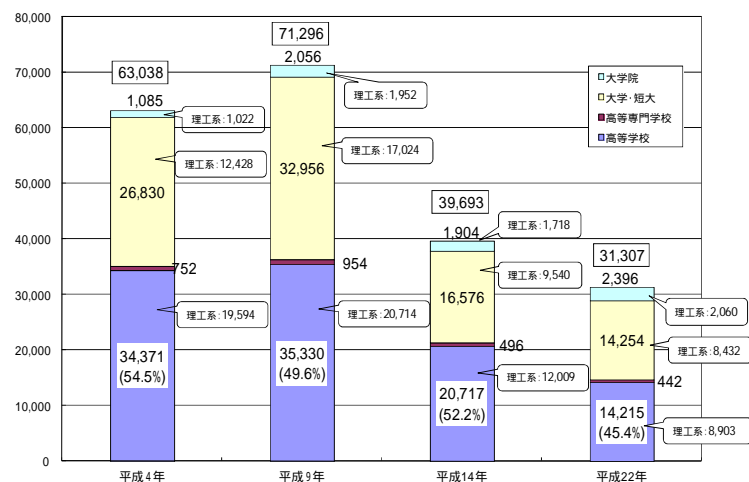 80,000
70,000
60,000
50,000
40,000
30,000
20,000
10,000
0
63,038
1,085
理工系：1,022
理工系：12,428
26,830
752
理工系：19,594
34,371
(54.5%)
平成4年
71,296
2,056
理工系：1,952
理工系：17,024
32,956
954
理工系：20,714
35,330
(49.6%)
平成9年
39,693
1,904
理工系：1,718
理工系：9,540
16,576
496
理工系：12,009
20,717
(52.2%)
平成14年
31,307
2,396
理工系：2,060
14,254
理工系：8,432
442
14,215
(45.4%)
理工系：8,903
平成22年
大学院
大学・短大
高等専門学校
高等学校